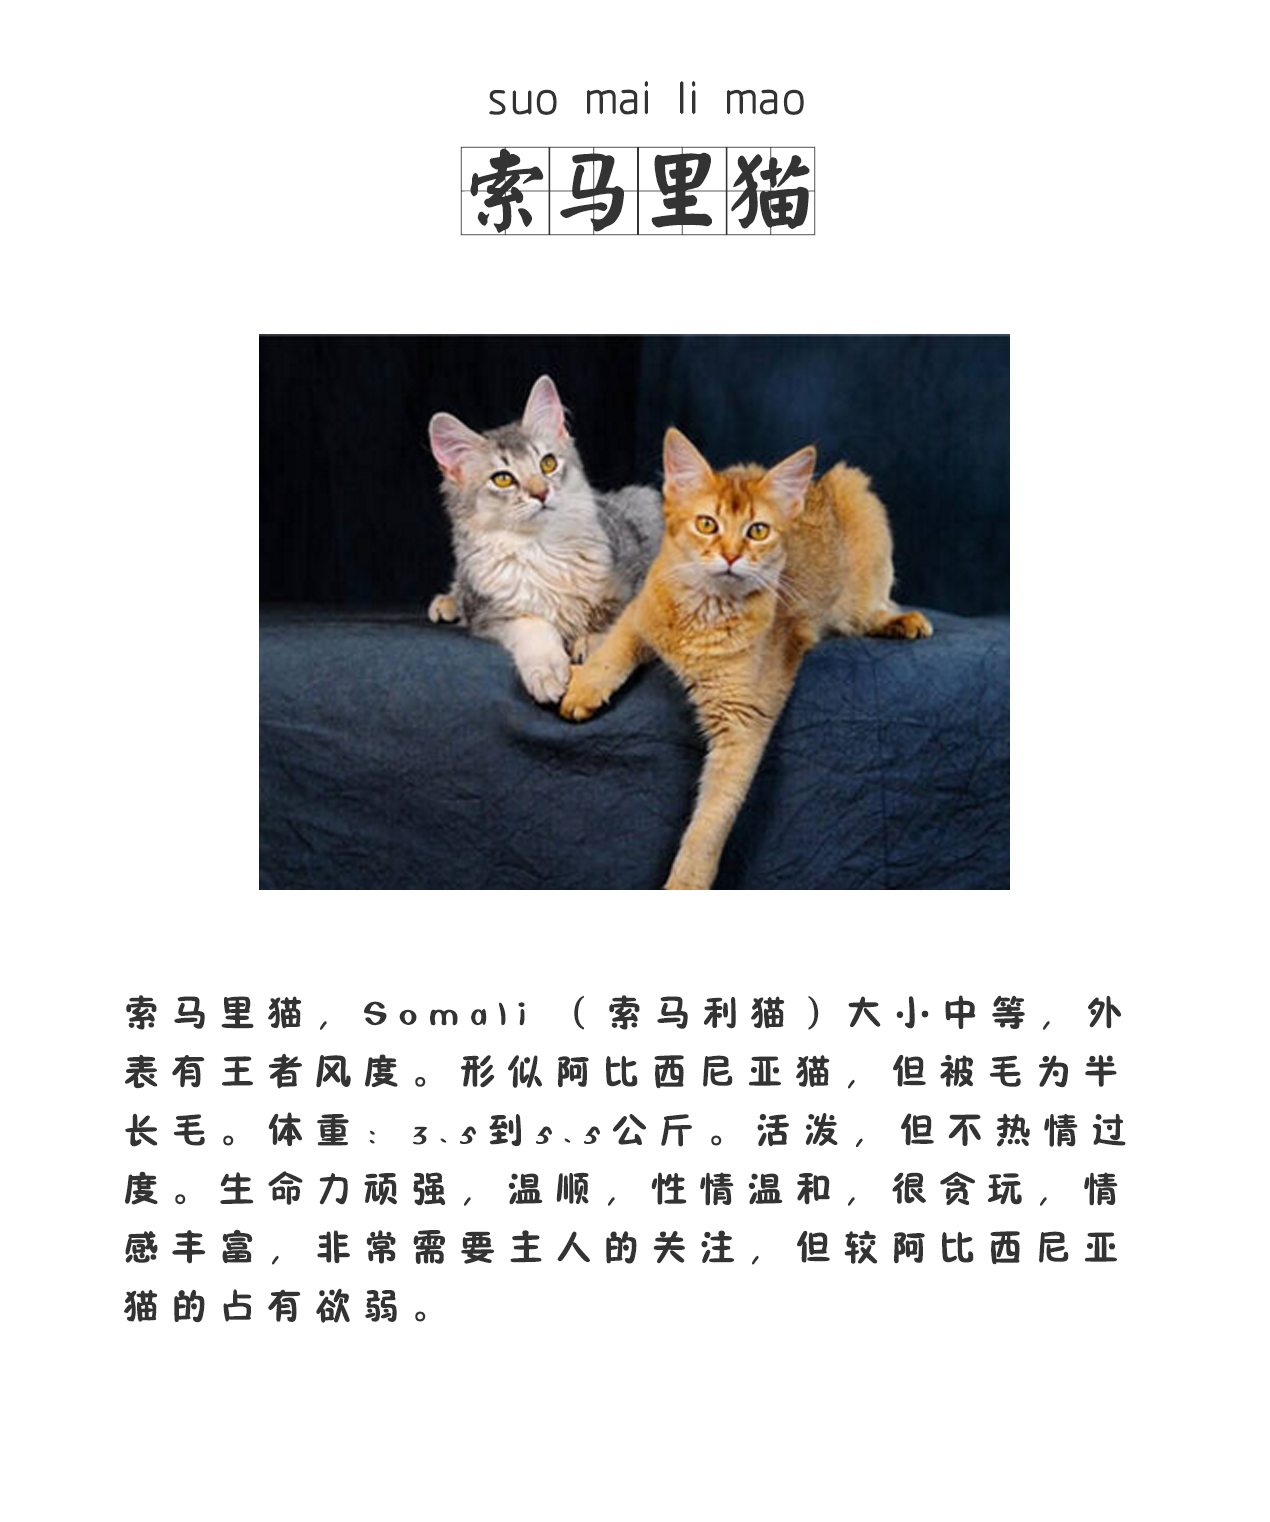 suo mai li mao
索马里猫
索马里猫，Somali（索马利猫）大小中等，外
表有王者风度。形似阿比西尼亚猫，但被毛为半
长毛。体重：3.5到5.5公斤。活泼，但不热情过
度。生命力顽强，温顺，性情温和，很贪玩，情
感丰富，非常需要主人的关注，但较阿比西尼亚
猫的占有欲弱。